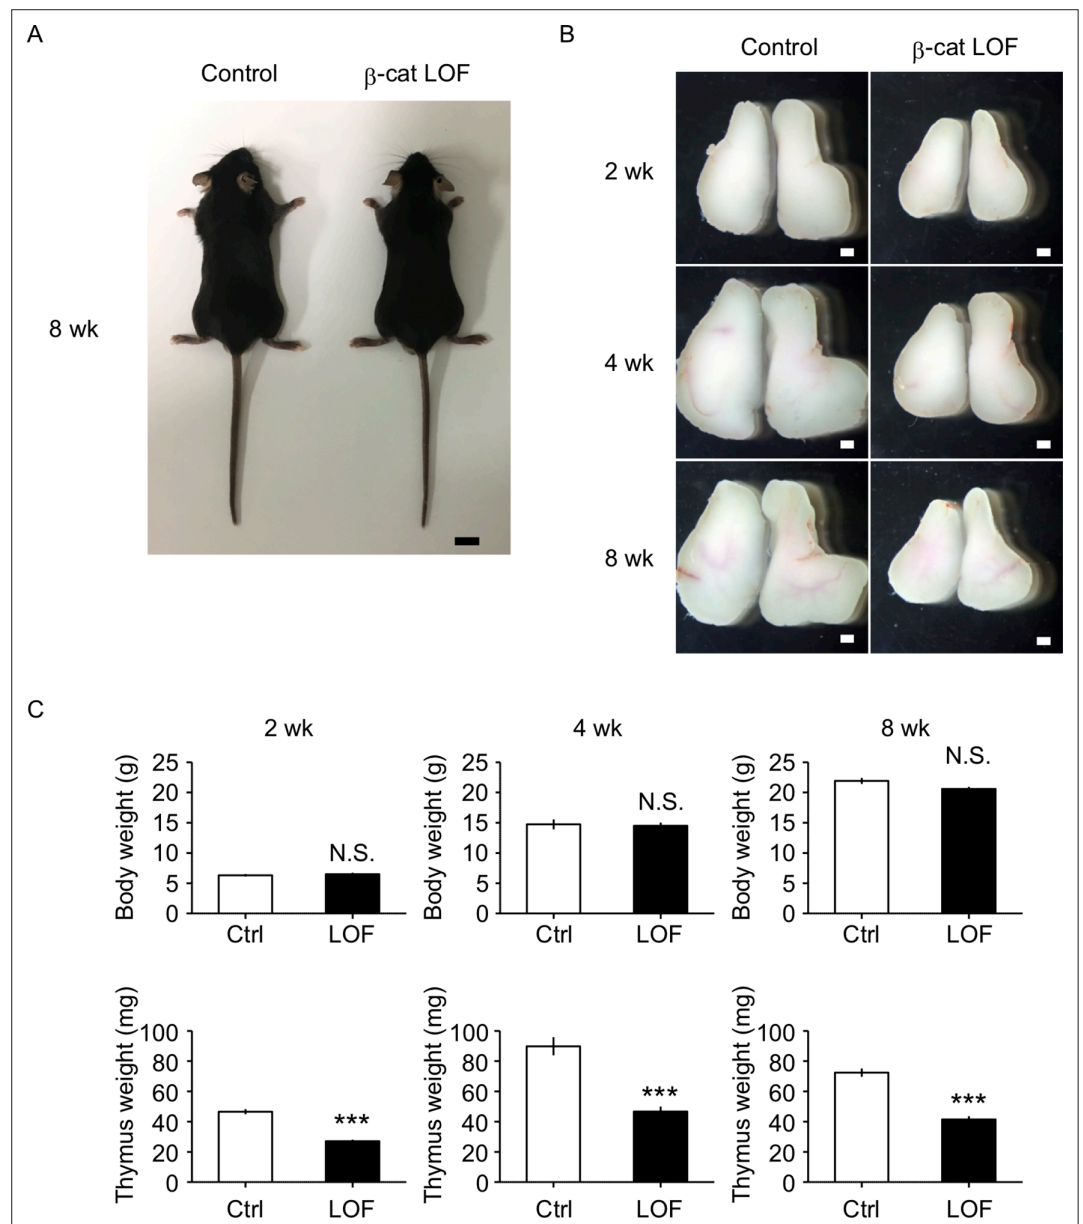 A
Control β-cat LOF
8 wk
B
Control β-cat LOF
2 wk
4 wk
8 wk
C
2 wk
Body weight (g)
25
20
15
10
5
0
N.S.
Ctrl LOF
4 wk
Body weight (g)
25
20
15
10
5
0
N.S.
Ctrl LOF
8 wk
Body weight (g)
25
20
15
10
5
0
N.S.
Ctrl LOF
Thymus weight (mg)
100
80
60
40
20
0
***
Ctrl LOF
Thymus weight (mg)
100
80
60
40
20
0
***
Ctrl LOF
Thymus weight (mg)
100
80
60
40
20
0
***
Ctrl LOF